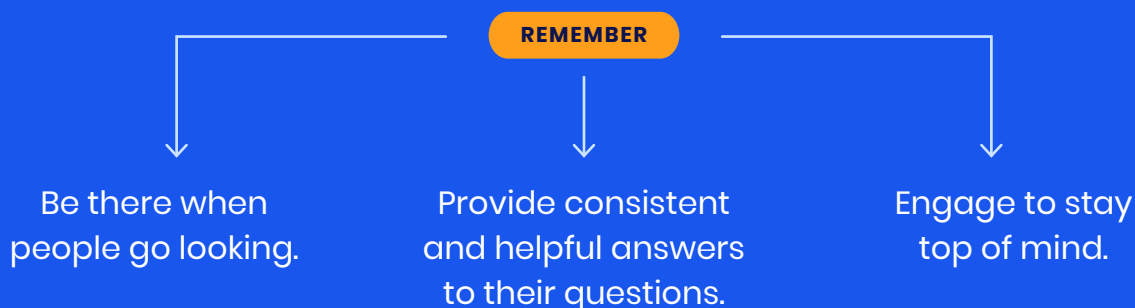 REMEMBER
Be there when
people go looking.
Provide consistent
and helpful answers
to their questions.
Engage to stay
top of mind.